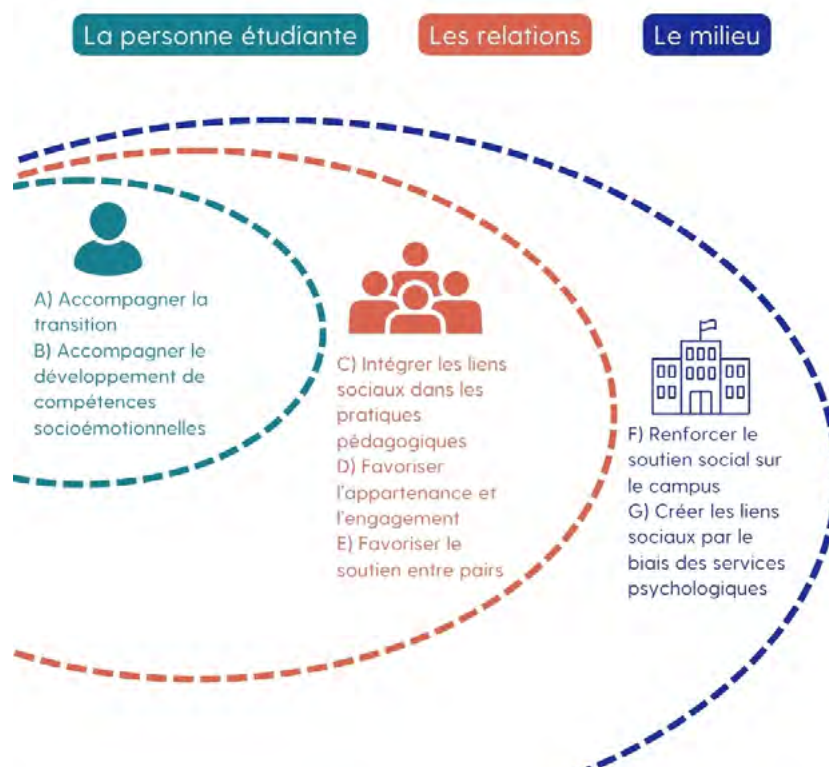 La personne étudiante
Les relations
Le milieu
A) Accompagner la
transition
B) Accompagner le
développement de
compétences
socioémotionnelles
C) Intégrer les liens
sociaux dans les
pratiques
pédagogiques
D) Favoriser
l'appartenance et
l'engagement
E) Favoriser le
soutien entre pairs
F) Renforcer le
soutien social sur
le campus
G) Créer les liens
sociaux par le
biais des services
psychologiques